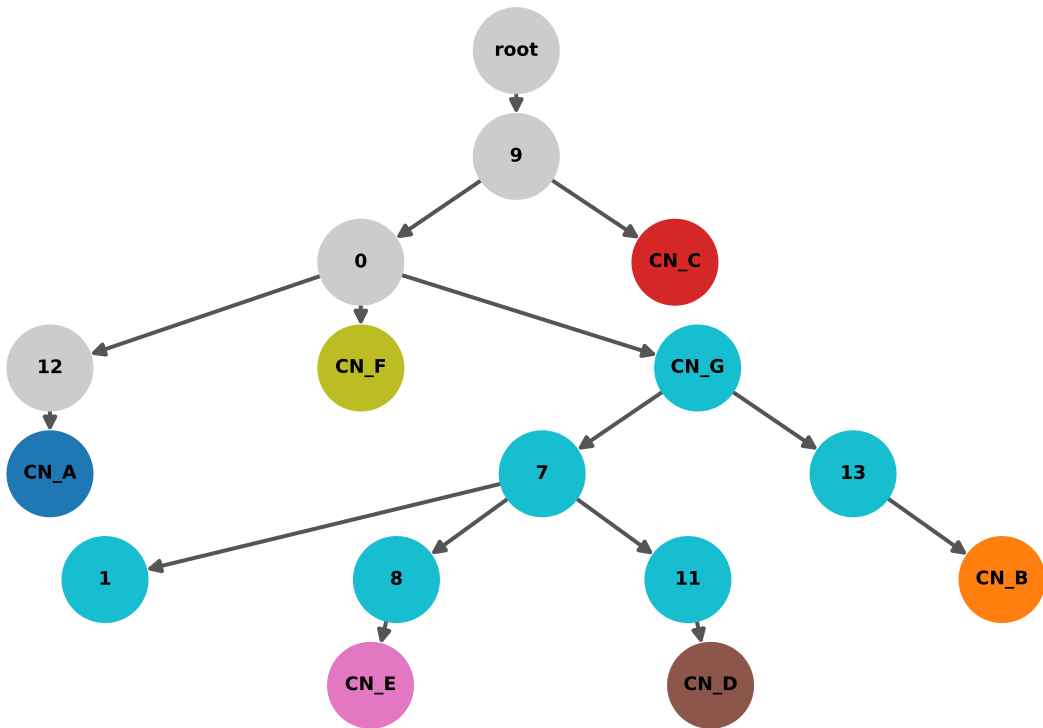 root
9
0
CN_C
12
CN_F
CN_G
CN_A
7
13
1
8
11
CN_B
CN_E
CN_D